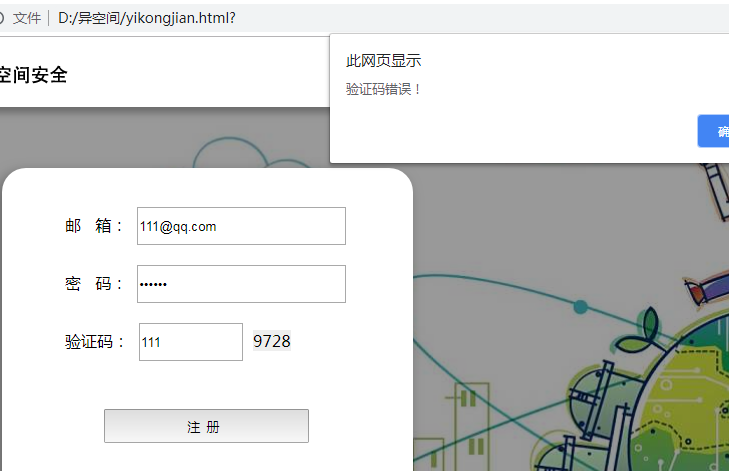 文件 | D:/异空间/yikongjian.html?
空间安全
此网页显示
验证码错误！
确
邮 箱： 111@qq.com
密 码： ••••••
验证码： 111 9728
注 册